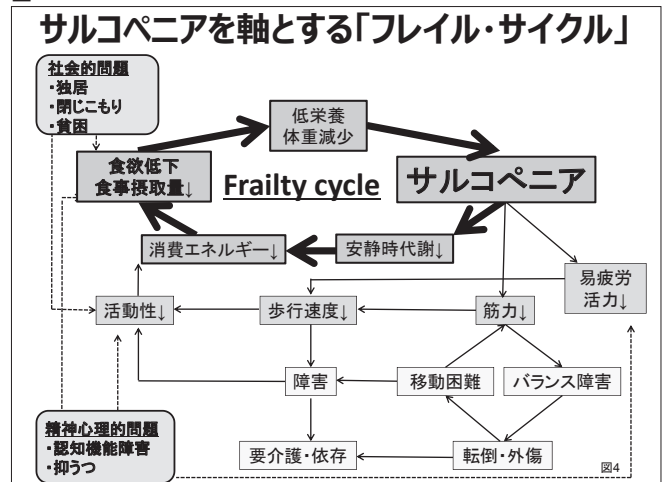 サルコペニアを軸とする「フレイル・サイクル」
社会的問題
・独居
・閉じこもり
・貧困
低栄養
体重減少
食欲低下
食事摂取量↓
Frailty cycle
サルコペニア
消費エネルギー↓
安静時代謝↓
易疲労
活力↓
活動性↓
歩行速度↓
筋力↓
障害
移動困難
バランス障害
精神心理的問題
・認知機能障害
・抑うつ
要介護・依存
転倒・外傷
図4